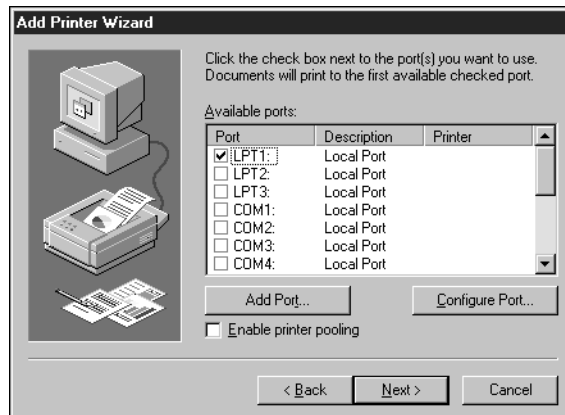 Add Printer Wizard
Click the check box next to the port(s) you want to use.
Documents will print to the first available checked port.
Available ports:
Port Description Printer
LPT1: Local Port
LPT2: Local Port
LPT3: Local Port
COM1: Local Port
COM2: Local Port
COM3: Local Port
COM4: Local Port
Add Port... Configure Port...
Enable printer pooling
< Back Next > Cancel